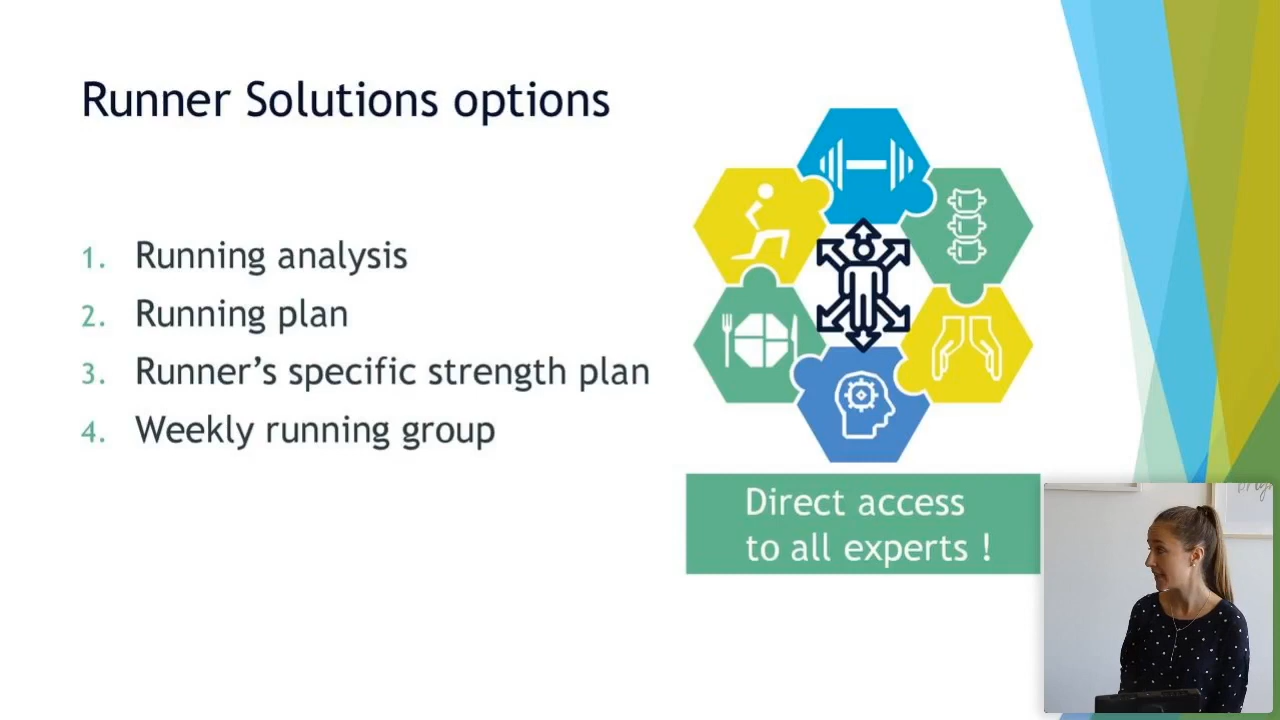 Runner Solutions options
1. Running analysis
2. Running plan
3. Runner’s specific strength plan
4. Weekly running group
Direct access
to all experts !